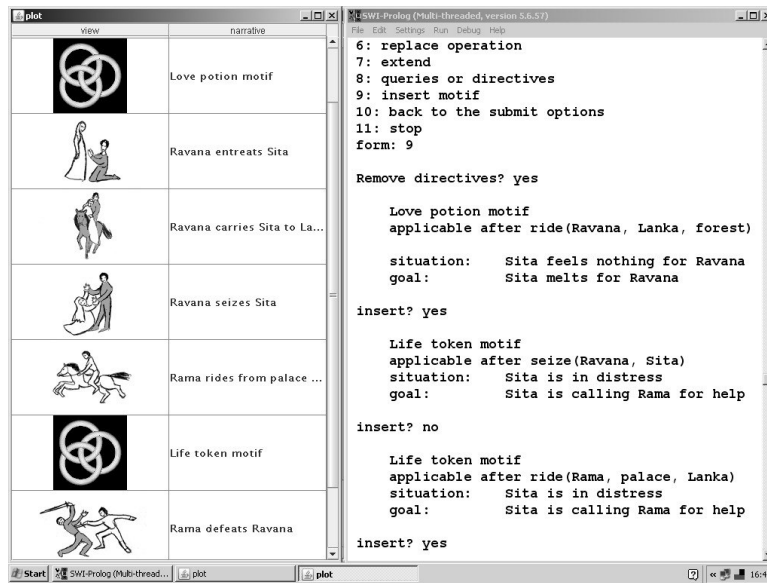 plot
view narrative
Love potion motif
Ravana entreats Sita
Ravana carries Sita to La...
Ravana seizes Sita
Rama rides from palace ...
Life token motif
Rama defeats Ravana
SWI-Prolog (Multi-threaded, version 5.6.57)
File Edit Settings Run Debug Help
6: replace operation
7: extend
8: queries or directives
9: insert motif
10: back to the submit options
11: stop
form: 9
Remove directives? yes
Love potion motif
applicable after ride(Ravana, Lanka, forest)
situation: Sita feels nothing for Ravana
goal: Sita melts for Ravana
insert? yes
Life token motif
applicable after seize(Ravana, Sita)
situation: Sita is in distress
goal: Sita is calling Rama for help
insert? no
Life token motif
applicable after ride(Rama, palace, Lanka)
situation: Sita is in distress
goal: Sita is calling Rama for help
insert? yes
Start SWI-Prolog (Multi-thread... plot plot 16:4